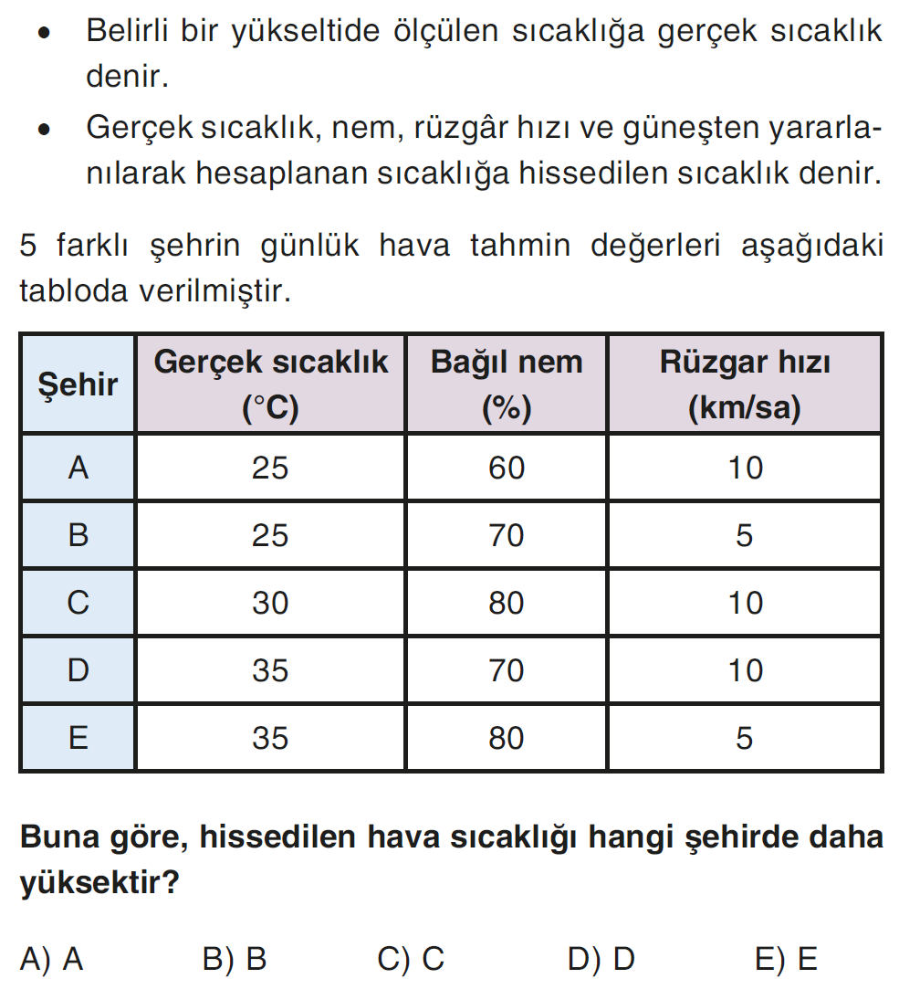 • Belirli bir yükseltide ölçülen sıcaklığa gerçek sıcaklık
denir.
• Gerçek sıcaklık, nem, rüzgâr hızı ve güneşten yararla-
nılarak hesaplanan sıcaklığa hissedilen sıcaklık denir.
5 farklı şehrin günlük hava tahmin değerleri aşağıdaki
tabloda verilmiştir.
Şehir Gerçek sıcaklık (°C) Bağıl nem (%) Rüzgar hızı (km/sa)
A 25 60 10
B 25 70 5
C 30 80 10
D 35 70 10
E 35 80 5
Buna göre, hissedilen hava sıcaklığı hangi şehirde daha
yüksektir?
A) A B) B C) C D) D E) E